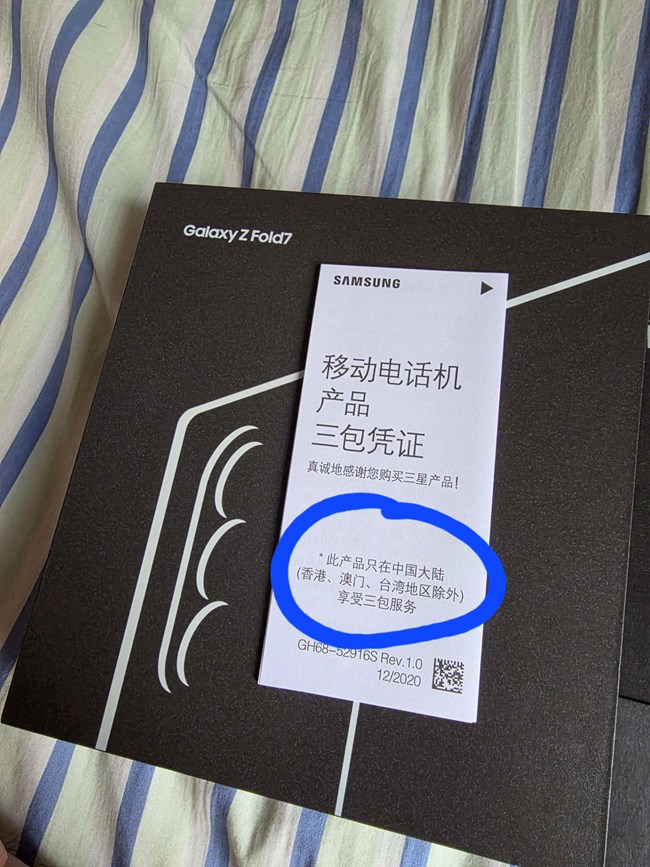 Galaxy Z Fold7
SAMSUNG
移动电话机
产品
三包凭证
真诚地感谢您购买三星产品！
* 此产品只在中国大陆
(香港、澳门、台湾地区除外)
享受三包服务
GH68-52916S Rev.1.0
12/2020